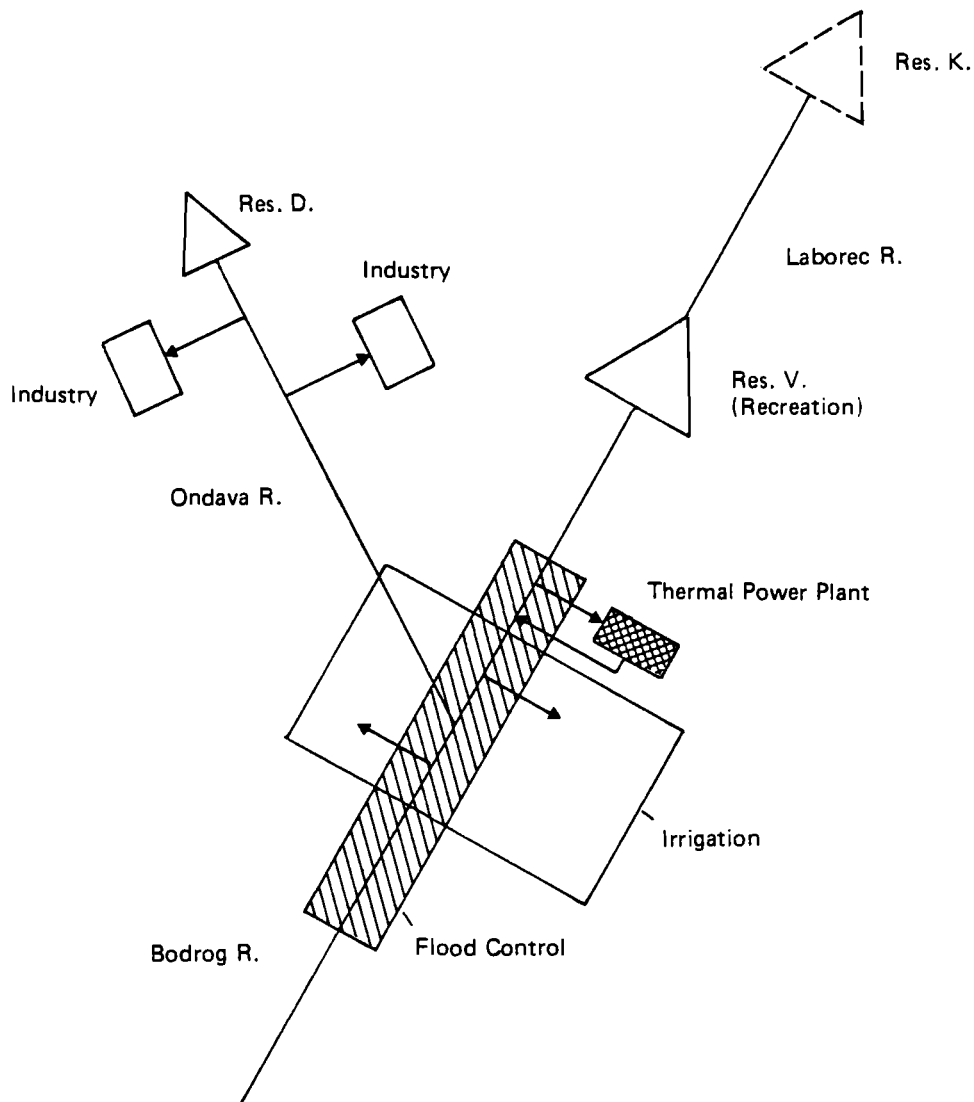 Res. K.
Res. D.
Laborec R.
Industry
Industry
Res. V.
(Recreation)
Ondava R.
Thermal Power Plant
Irrigation
Flood Control
Bodrog R.